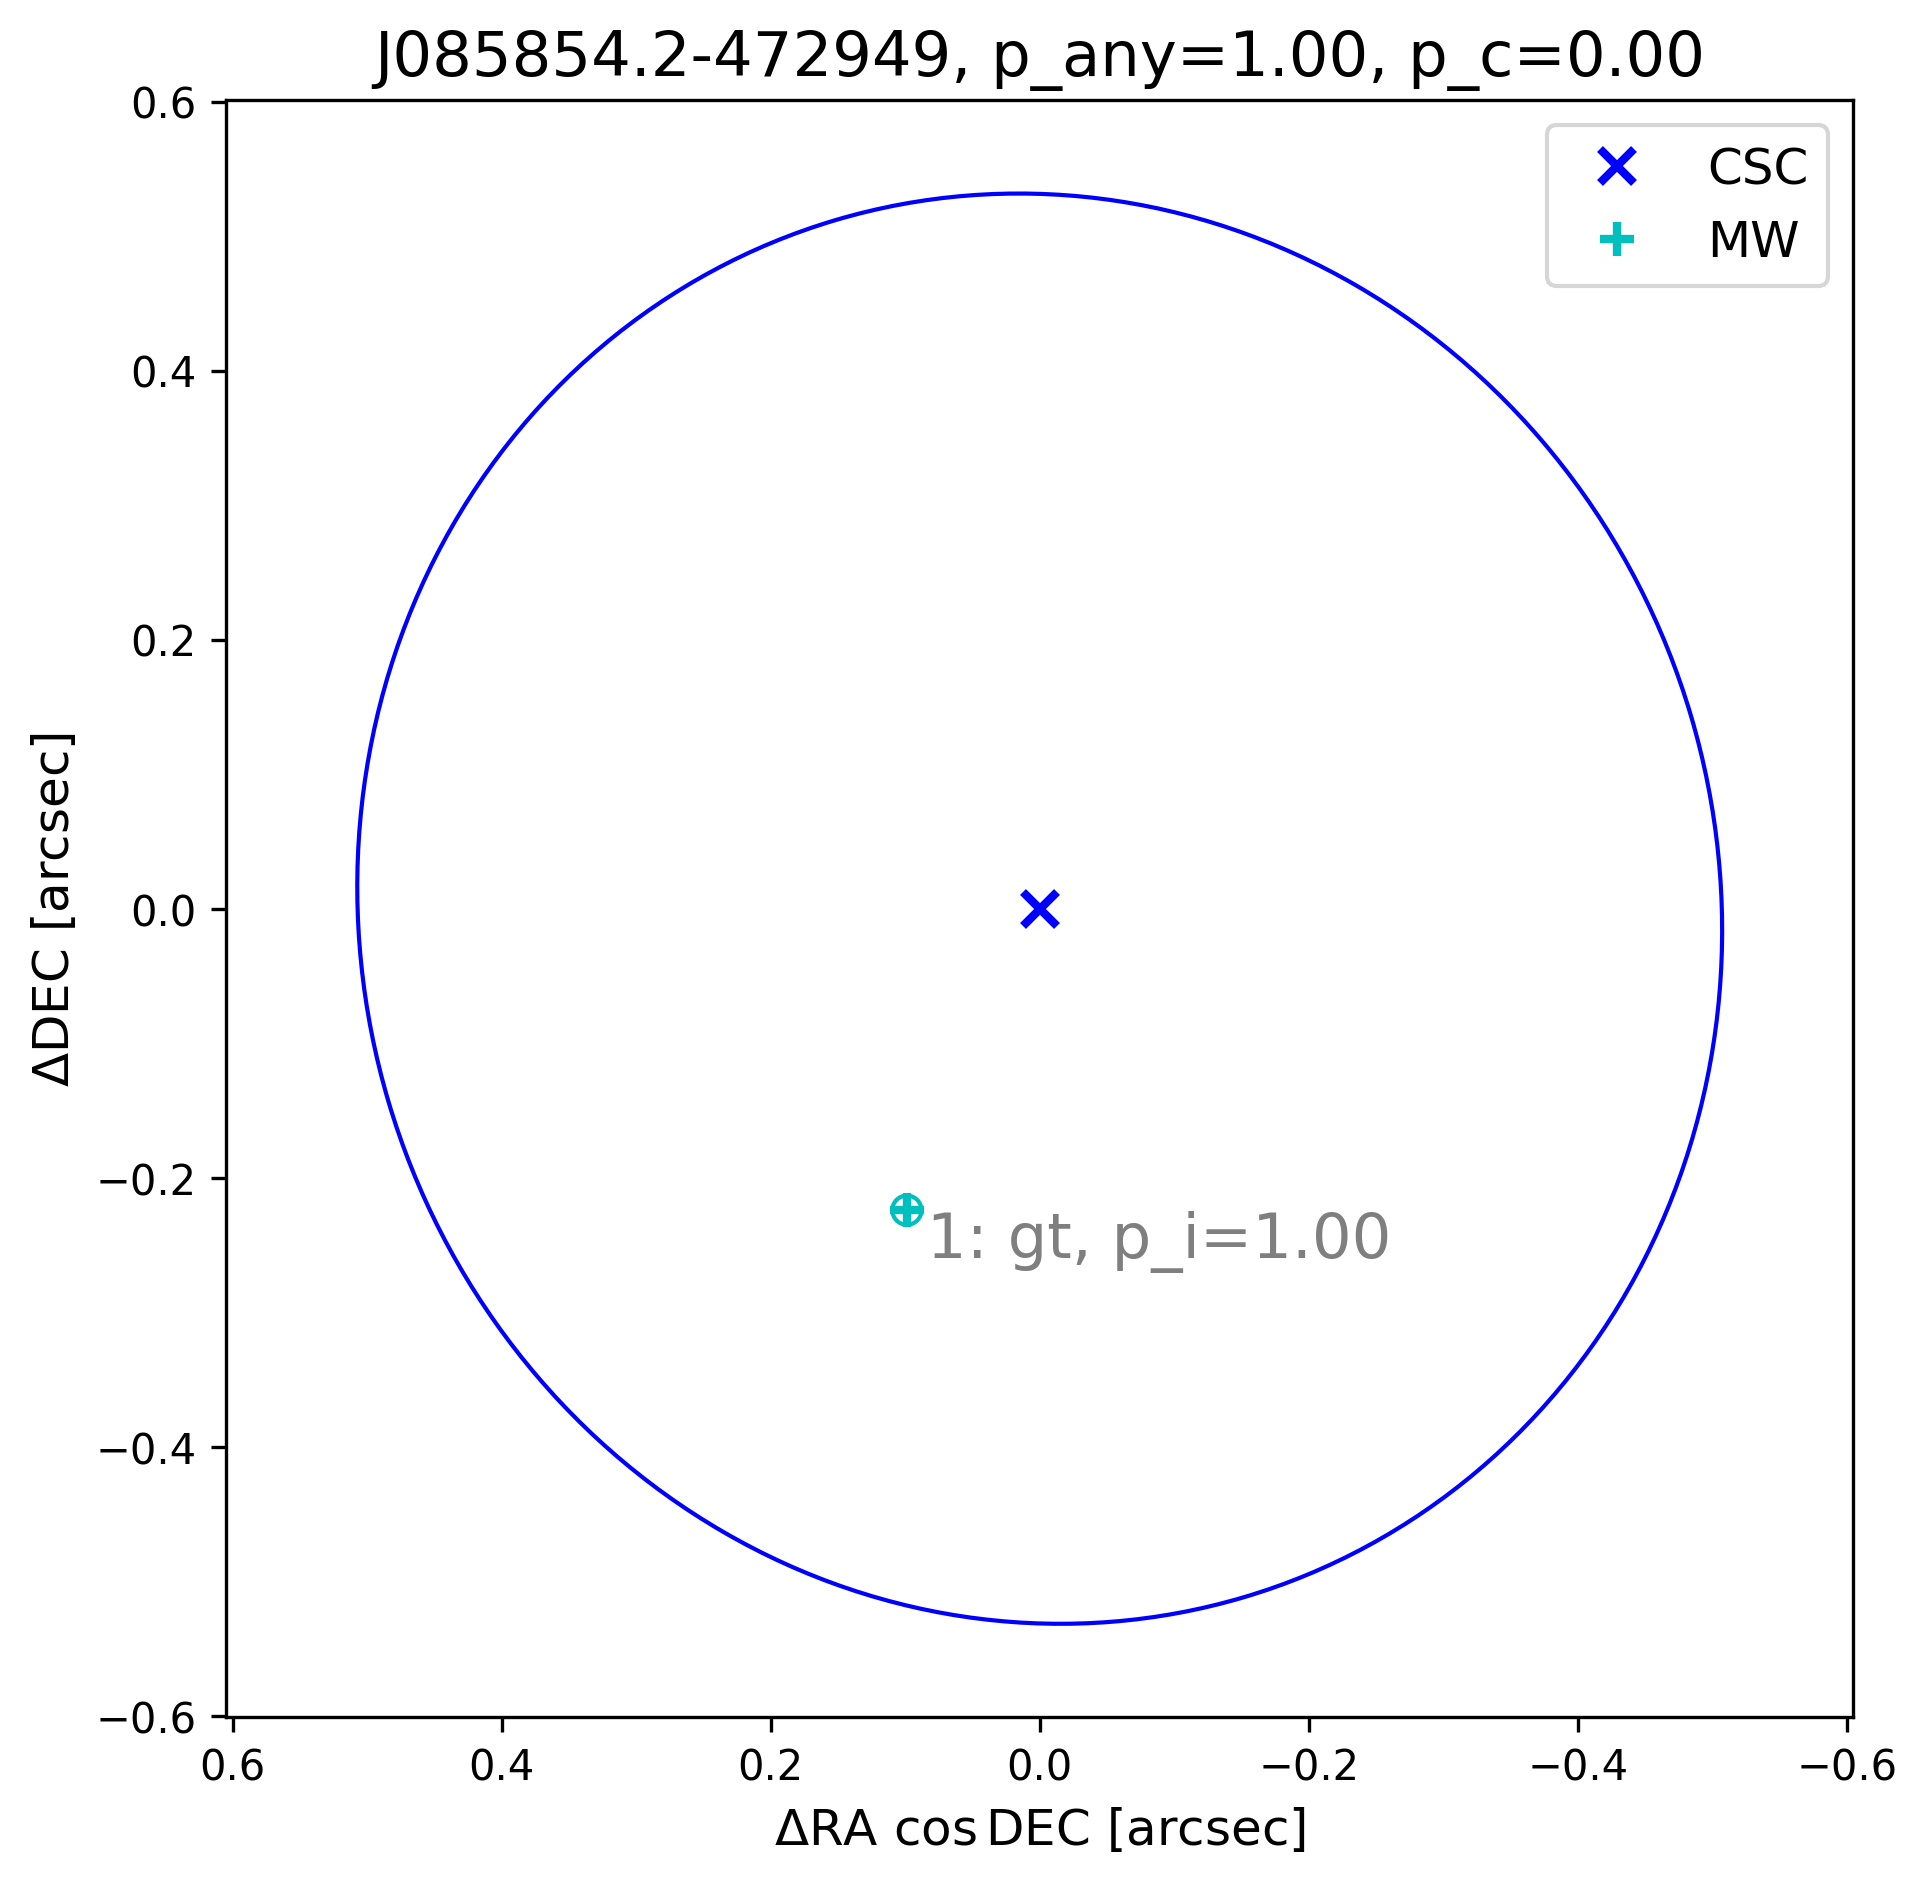 J085854.2-472949, p_any=1.00, p_c=0.00
CSC
MW
0.6
0.4
0.2
0.0
−0.2
−0.4
−0.6
ΔDEC [arcsec]
1: gt, p_i=1.00
0.6 0.4 0.2 0.0 −0.2 −0.4 −0.6
ΔRA cos DEC [arcsec]